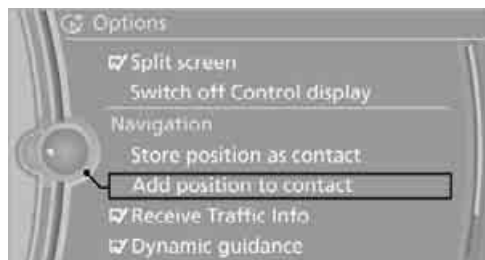 Options
Split screen
Switch off Control display
Navigation
Store position as contact
Add position to contact
Receive Traffic Info
Dynamic guidance